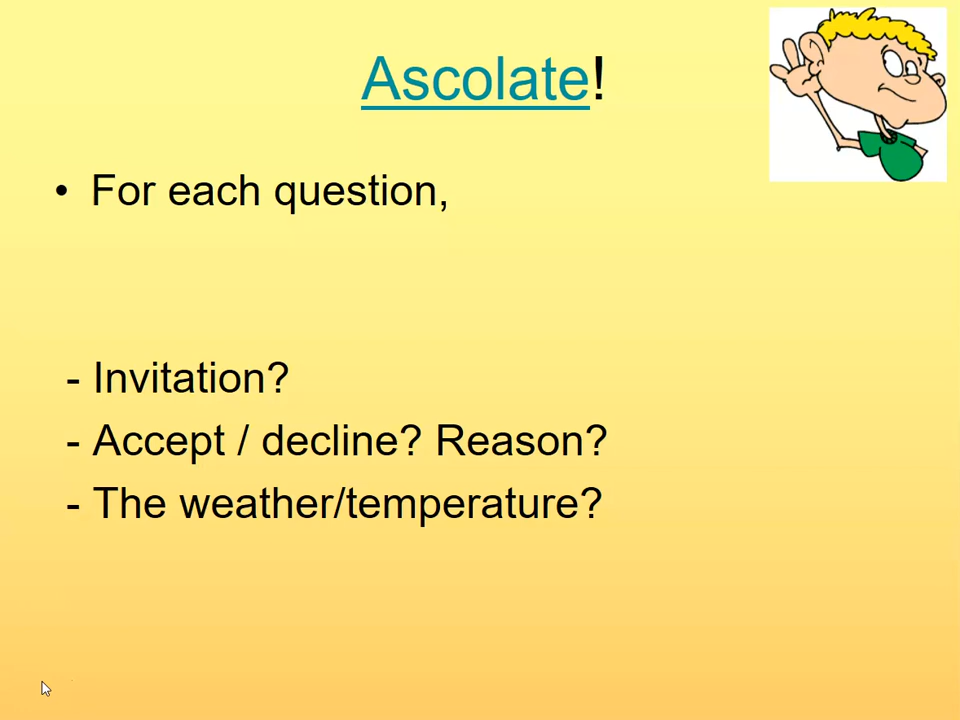 Ascolate!
• For each question,
- Invitation?
- Accept / decline? Reason?
- The weather/temperature?